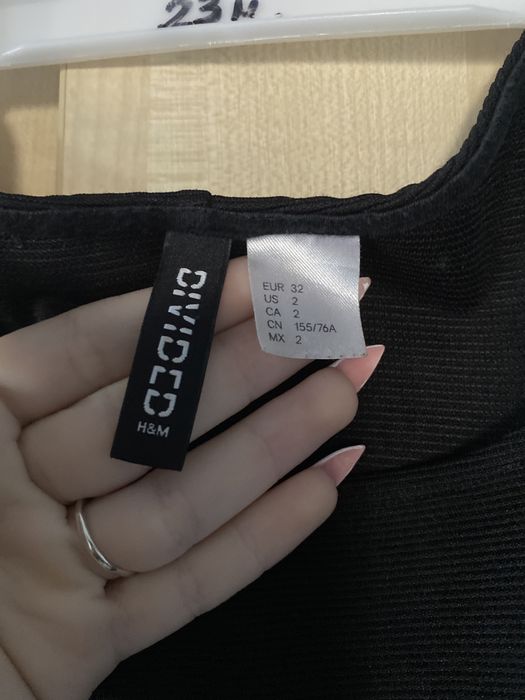 23M.
DIVIDED
H&M
EUR 32
US 2
CA 2
CN 155/76A
MX 2